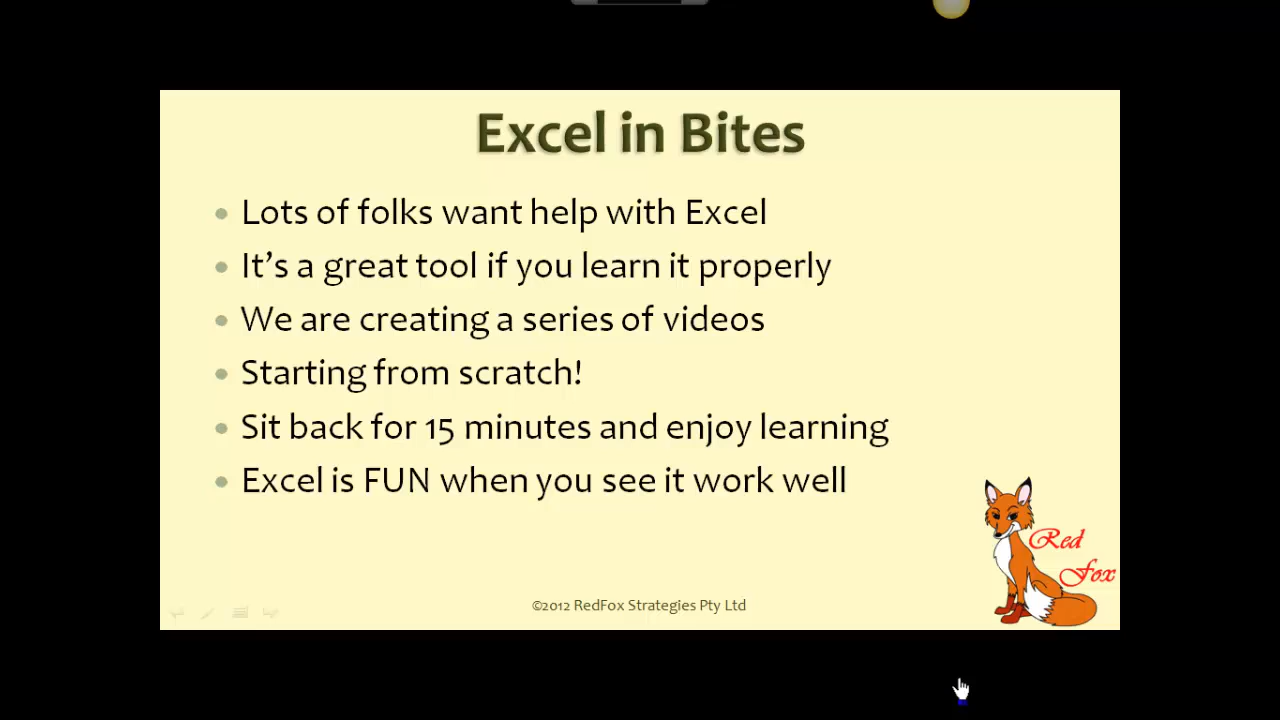 Excel in Bites
Lots of folks want help with Excel
It's a great tool if you learn it properly
We are creating a series of videos
Starting from scratch!
Sit back for 15 minutes and enjoy learning
Excel is FUN when you see it work well
Red
Fox
©2012 RedFox Strategies Pty Ltd